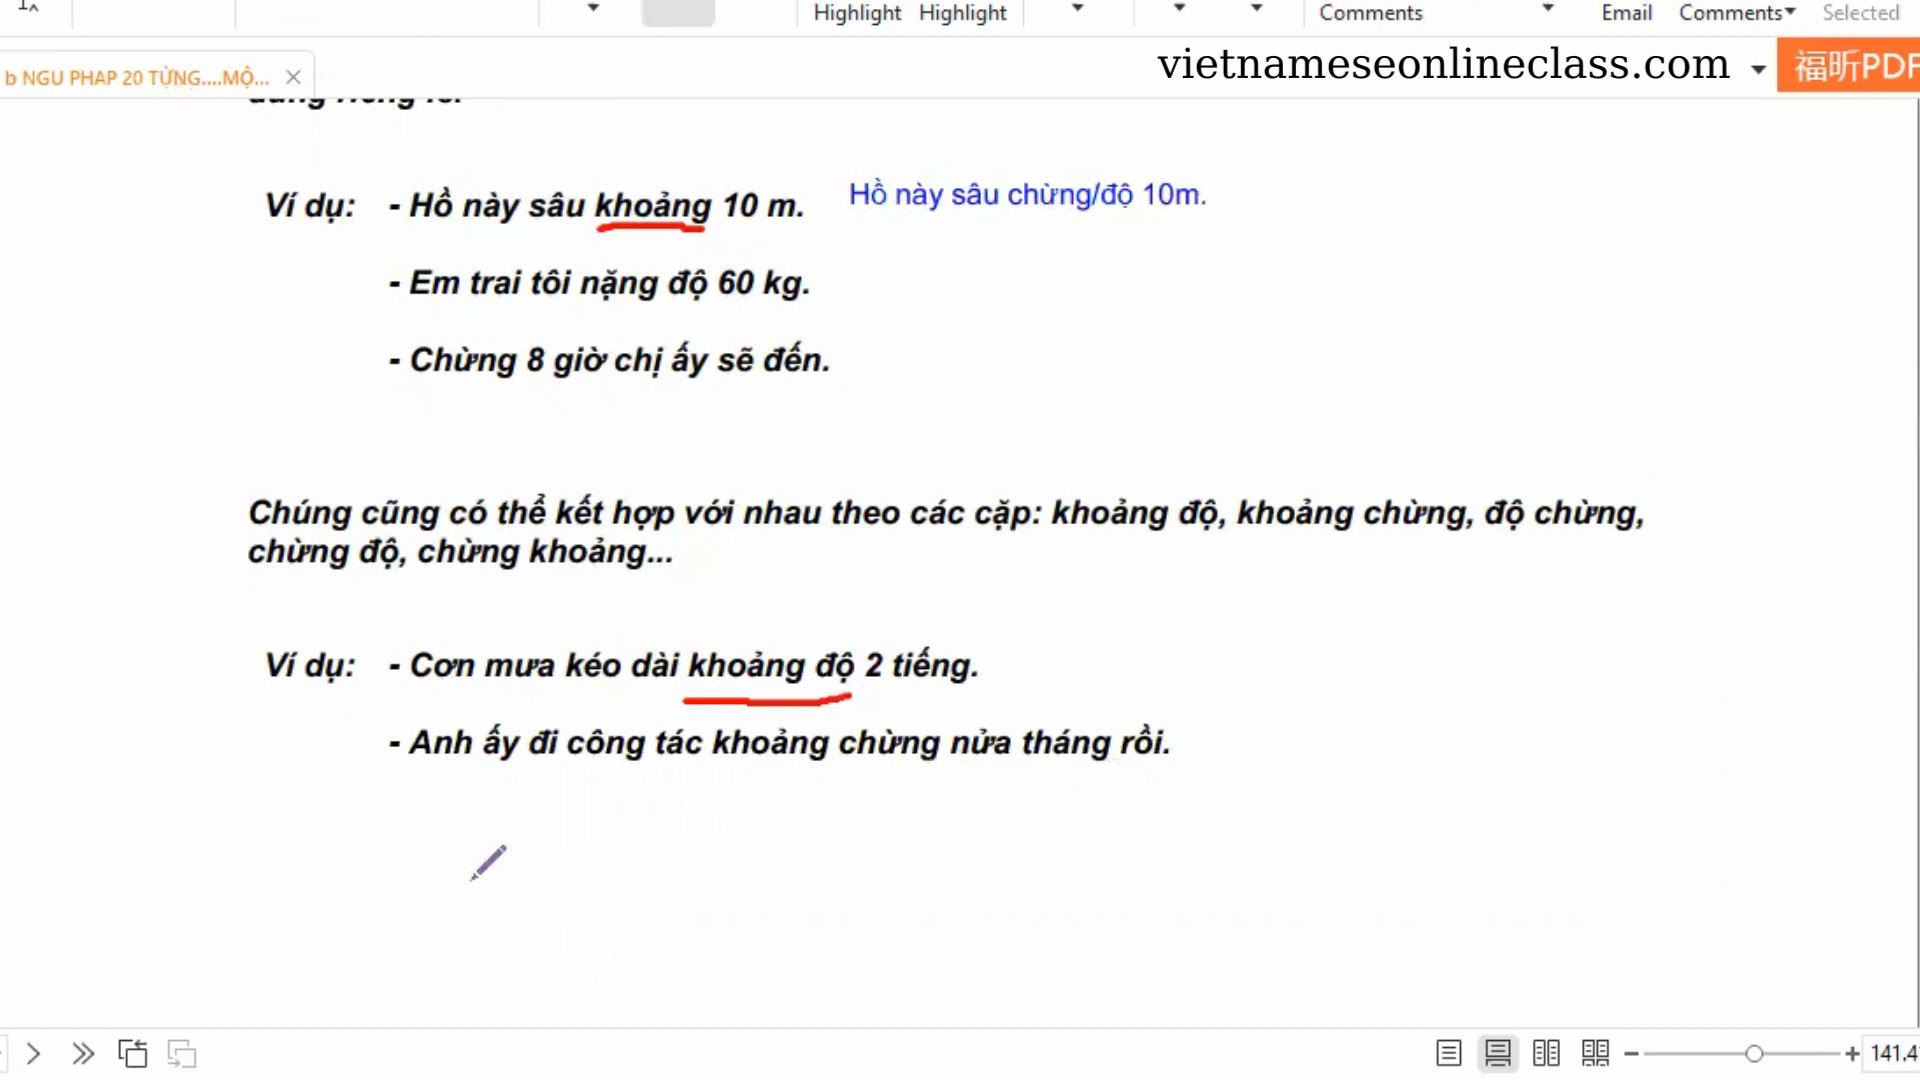 Highlight Highlight Comments Email Comments Selected
vietnameseonlineclass.com
b NGU PHAP 20 TỪNG....MỘ...
福昕PDF
Ví dụ: - Hồ này sâu khoảng 10 m.
Hồ này sâu chừng/độ 10m.
- Em trai tôi nặng độ 60 kg.
- Chừng 8 giờ chị ấy sẽ đến.
Chúng cũng có thể kết hợp với nhau theo các cặp: khoảng độ, khoảng chừng, độ chừng,
chừng độ, chừng khoảng...
Ví dụ: - Cơn mưa kéo dài khoảng độ 2 tiếng.
- Anh ấy đi công tác khoảng chừng nửa tháng rồi.
141,4